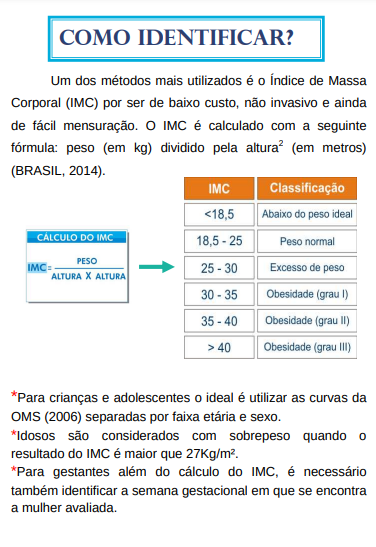 COMO IDENTIFICAR?
Um dos métodos mais utilizados é o Índice de Massa
Corporal (IMC) por ser de baixo custo, não invasivo e ainda
de fácil mensuração. O IMC é calculado com a seguinte
fórmula: peso (em kg) dividido pela altura² (em metros)
(BRASIL, 2014).
CÁLCULO DO IMC
IMC= PESO
ALTURA X ALTURA
IMC Classificação
<18,5 Abaixo do peso ideal
18,5 - 25 Peso normal
25 - 30 Excesso de peso
30 - 35 Obesidade (grau I)
35 - 40 Obesidade (grau II)
> 40 Obesidade (grau III)
*Para crianças e adolescentes o ideal é utilizar as curvas da
OMS (2006) separadas por faixa etária e sexo.
*Idosos são considerados com sobrepeso quando o
resultado do IMC é maior que 27Kg/m².
*Para gestantes além do cálculo do IMC, é necessário
também identificar a semana gestacional em que se encontra
a mulher avaliada.